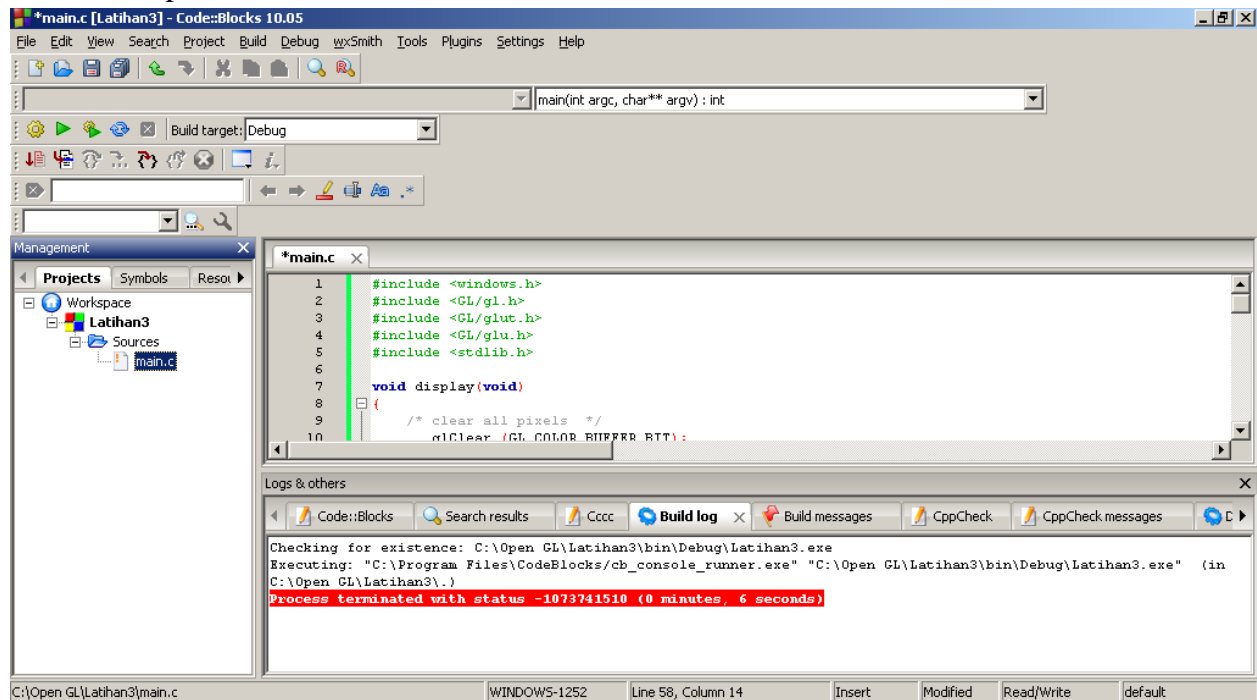 *main.c [Latihan3] - Code::Blocks 10.05
File Edit View Search Project Build Debug wxSmith Tools Plugins Settings Help
main(int argc, char** argv) : int
Build target: Debug
Management
Projects Symbols Resou
Workspace
Latihan3
Sources
main.c
*main.c
1 #include <windows.h>
2 #include <GL/gl.h>
3 #include <GL/glut.h>
4 #include <GL/glu.h>
5 #include <stdlib.h>
6
7 void display(void)
8 {
9 /* clear all pixels */
10 glClear (GL_COLOR_BUFFER_BIT);
Logs & others
Code::Blocks Search results Cccc Build log Build messages CppCheck CppCheck messages D
Checking for existence: C:\Open GL\Latihan3\bin\Debug\Latihan3.exe
Executing: "C:\Program Files\CodeBlocks/cb_console_runner.exe" "C:\Open GL\Latihan3\bin\Debug\Latihan3.exe" (in
C:\Open GL\Latihan3\.)
Process terminated with status -1073741510 (0 minutes, 6 seconds)
C:\Open GL\Latihan3\main.c WINDOWS-1252 Line 58, Column 14 Insert Modified Read/Write default